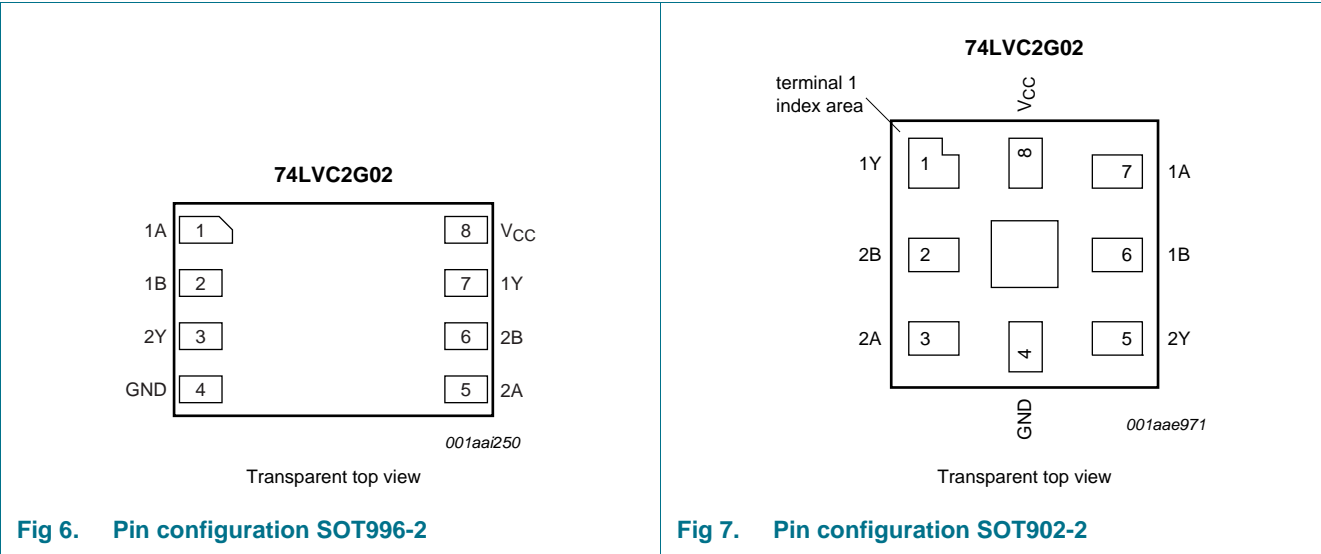 74LVC2G02
1A 1 8 VCC
1B 2 7 1Y
2Y 3 6 2B
GND 4 5 2A
001aai250
Transparent top view
Fig 6. Pin configuration SOT996-2
74LVC2G02
terminal 1
index area
VCC
1Y 1 8 7 1A
2B 2 6 1B
2A 3 4 5 2Y
GND
001aae971
Transparent top view
Fig 7. Pin configuration SOT902-2